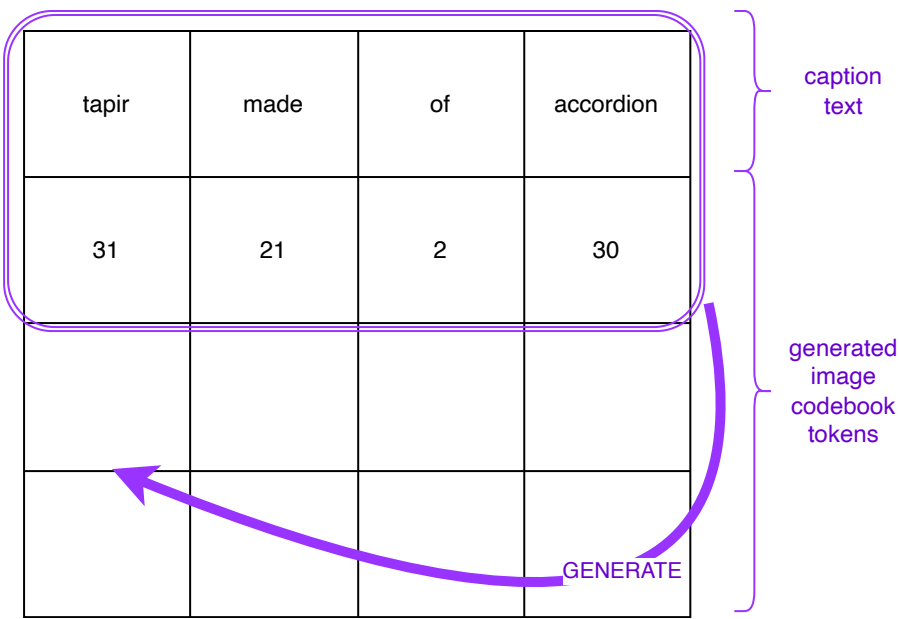 tapir made of accordion
caption
text
31 21 2 30
generated
image
codebook
tokens
GENERATE